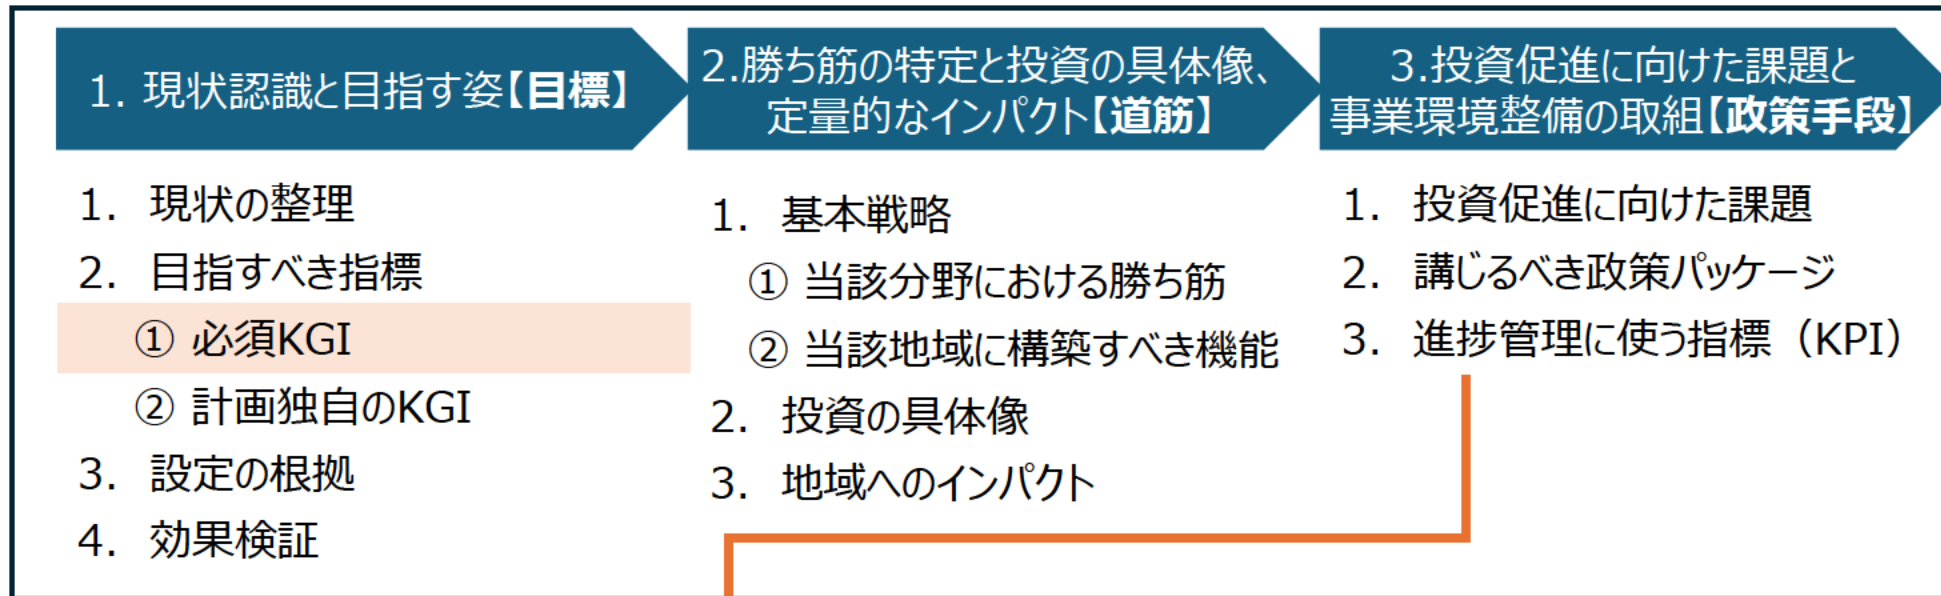 1. 現状認識と目指す姿【目標】
1. 現状の整理
2. 目指すべき指標
① 必須KGI
② 計画独自のKGI
3. 設定の根拠
4. 効果検証
2.勝ち筋の特定と投資の具体像、
定量的なインパクト【道筋】
1. 基本戦略
① 当該分野における勝ち筋
② 当該地域に構築すべき機能
2. 投資の具体像
3. 地域へのインパクト
3.投資促進に向けた課題と
事業環境整備の取組【政策手段】
1. 投資促進に向けた課題
2. 講じるべき政策パッケージ
3. 進捗管理に使う指標（KPI）